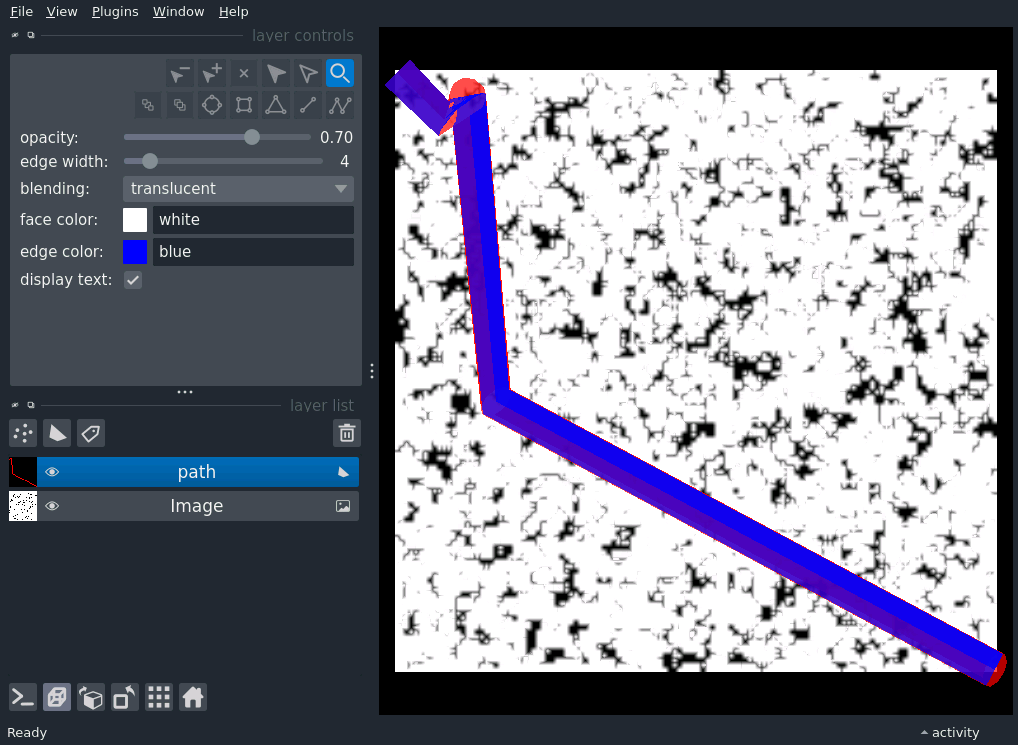 File View Plugins Window Help
layer controls
opacity: 0.70
edge width: 4
blending: translucent
face color: white
edge color: blue
display text:
layer list
path
Image
Ready
activity